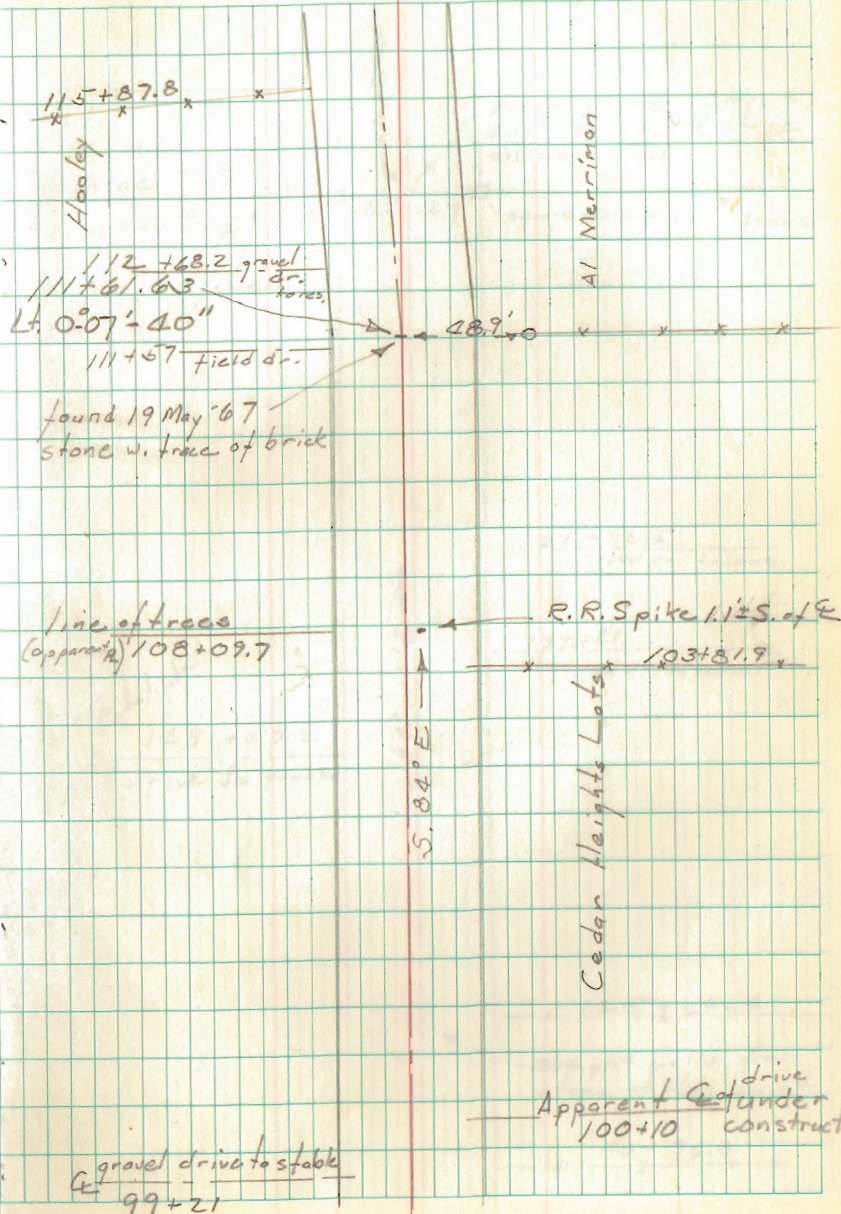 115+87.8
Hooley
Al Merrimon
112 +68.2 gravel dr. to res.
111+61.63
Lt. 0°-07'-40"
111+57 field dr.
48.9'
found 19 May '67
stone w. trace of brick
line of trees
(apparent ℞) 108+09.7
R.R. Spike 1.1'± S. of ℄
103+81.9
S. 84° E
Cedar Heights Lots
Apparent ℄ of drive
under
100+10 construct
℄ gravel drive to stable
99+21